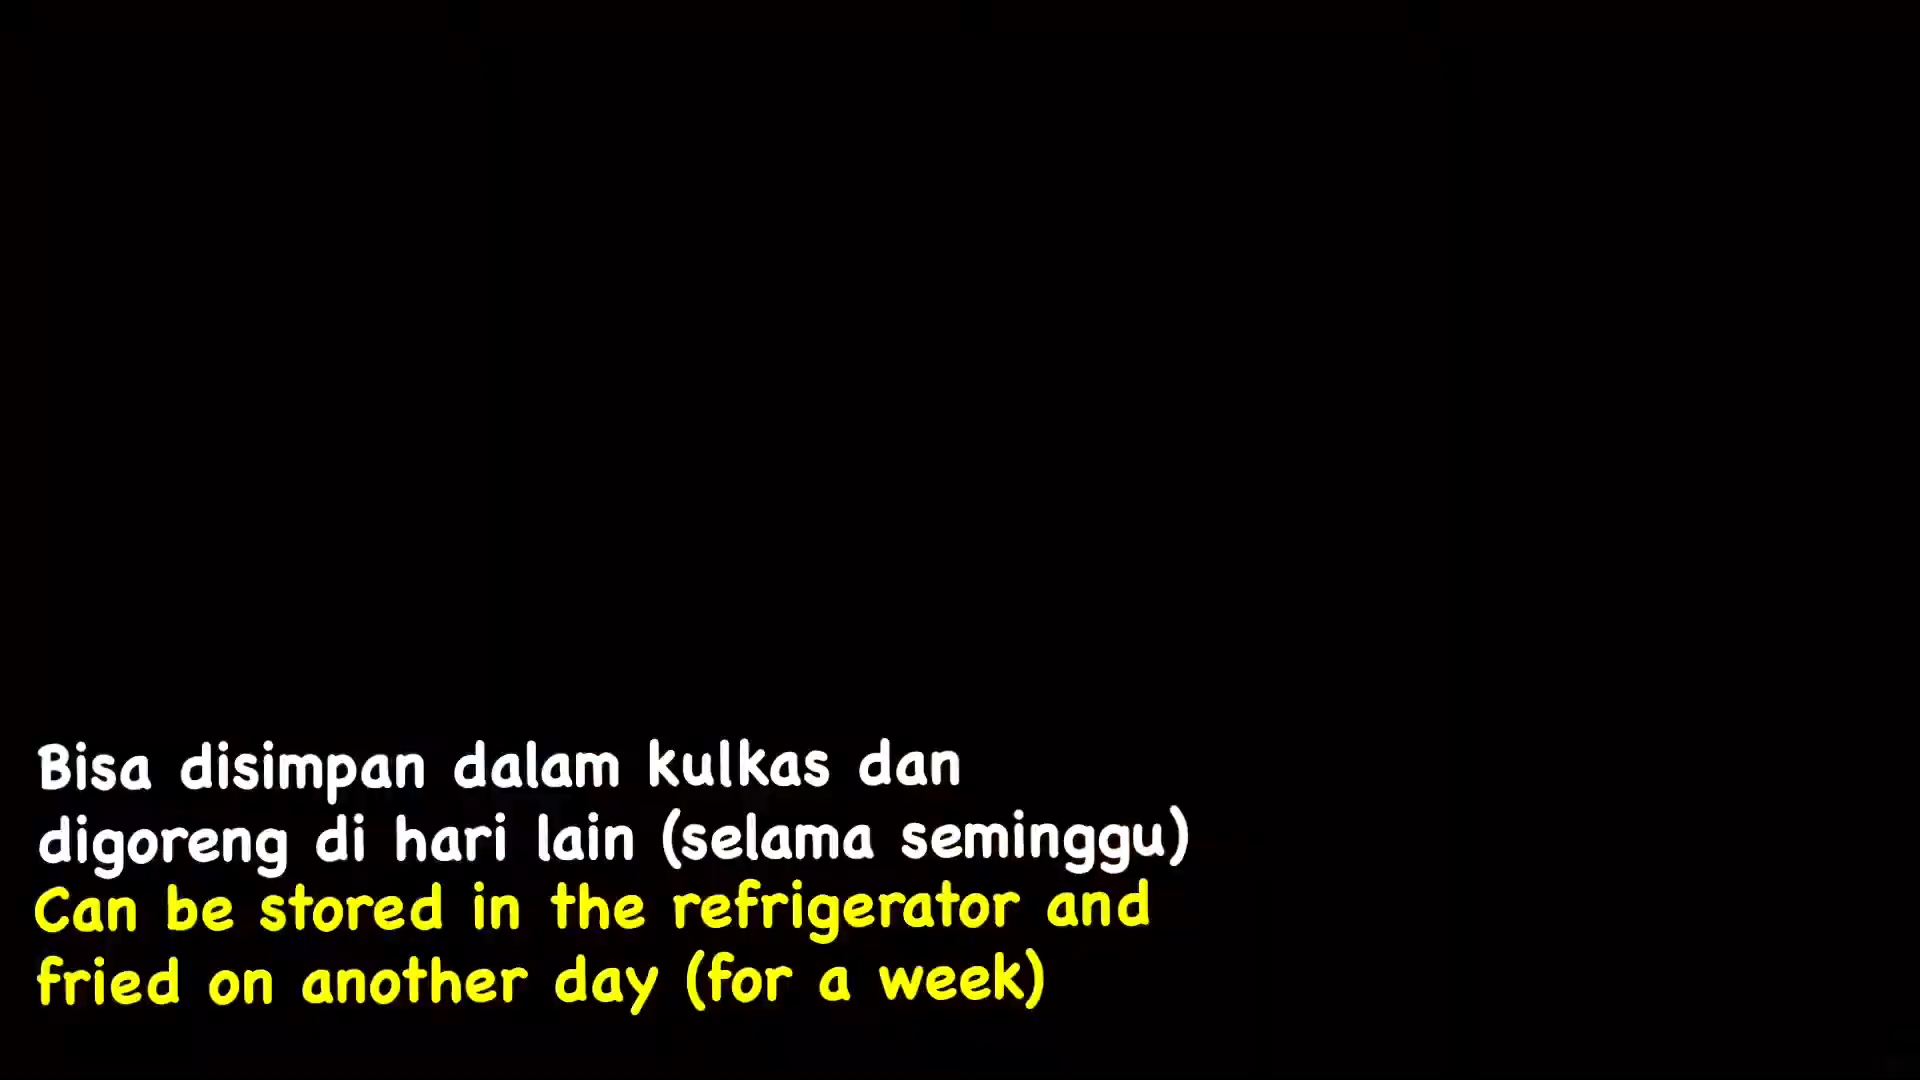 Bisa disimpan dalam kulkas dan
digoreng di hari lain (selama seminggu)
Can be stored in the refrigerator and
fried on another day (for a week)